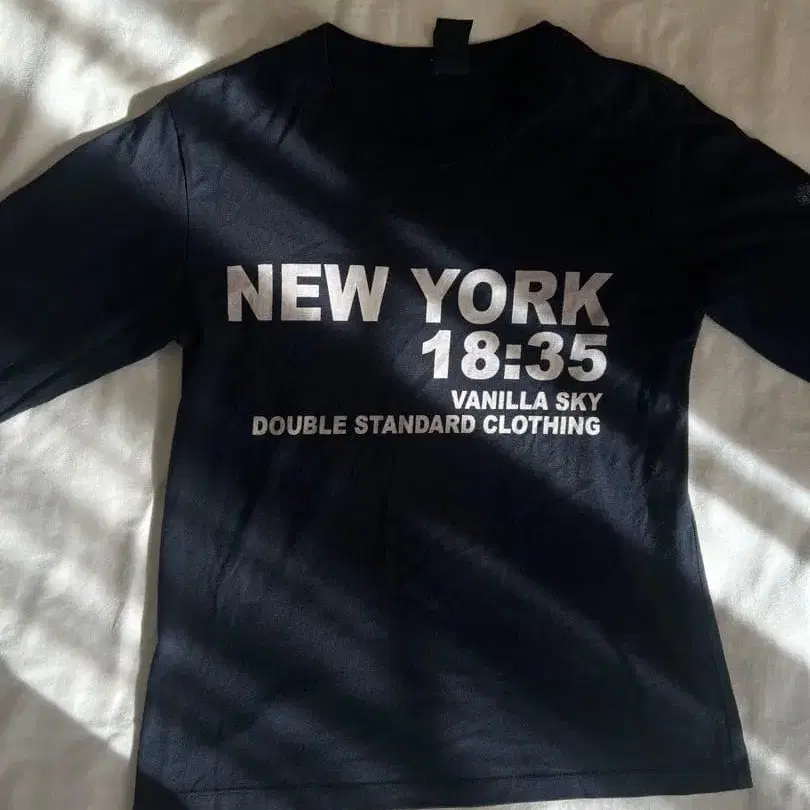 NEW YORK
18:35
VANILLA SKY
DOUBLE STANDARD CLOTHING